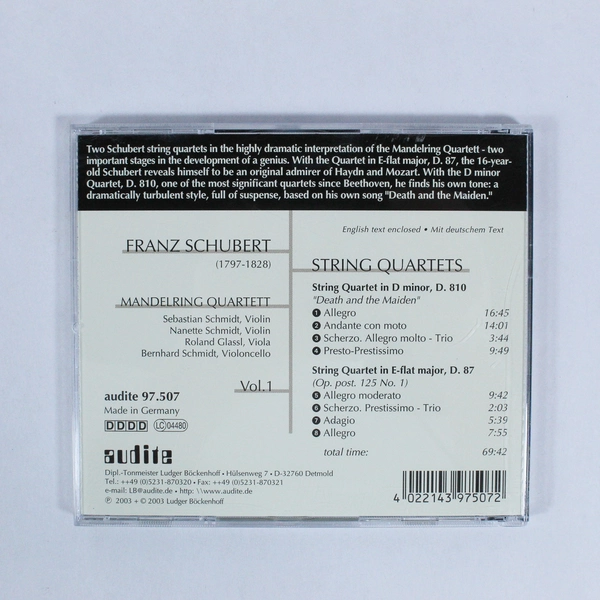 Two Schubert string quartets in the highly dramatic interpretation of the Mandelring Quartett - two
important stages in the development of a genius. With the Quartet in E-flat major, D. 87, the 16-year-
old Schubert reveals himself to be an original admirer of Haydn and Mozart. With the D minor
Quartet, D. 810, one of the most significant quartets since Beethoven, he finds his own tone: a
dramatically turbulent style, full of suspense, based on his own song "Death and the Maiden."
FRANZ SCHUBERT
(1797-1828)
MANDELRING QUARTETT
Sebastian Schmidt, Violin
Nanette Schmidt, Violin
Roland Glassl, Viola
Bernhard Schmidt, Violoncello
Vol.1
audite 97.507
Made in Germany
DDDD LC 04480
audite
English text enclosed • Mit deutschem Text
STRING QUARTETS
String Quartet in D minor, D. 810
"Death and the Maiden"
1 Allegro 16:45
2 Andante con moto 14:01
3 Scherzo. Allegro molto - Trio 3:44
4 Presto-Prestissimo 9:49
String Quartet in E-flat major, D. 87
(Op. post. 125 No. 1)
5 Allegro moderato 9:42
6 Scherzo. Prestissimo - Trio 2:03
7 Adagio 5:39
8 Allegro 7:55
total time: 69:42
Dipl.-Tonmeister Ludger Böckenhoff • Hülsenweg 7 • D-32760 Detmold
Tel.: ++49 (0)5231-870320 • Fax: ++49 (0)5231-870321
e-mail: LB@audite.de • http: \\www.audite.de
℗ 2003 + © 2003 Ludger Böckenhoff
4 022143 975072